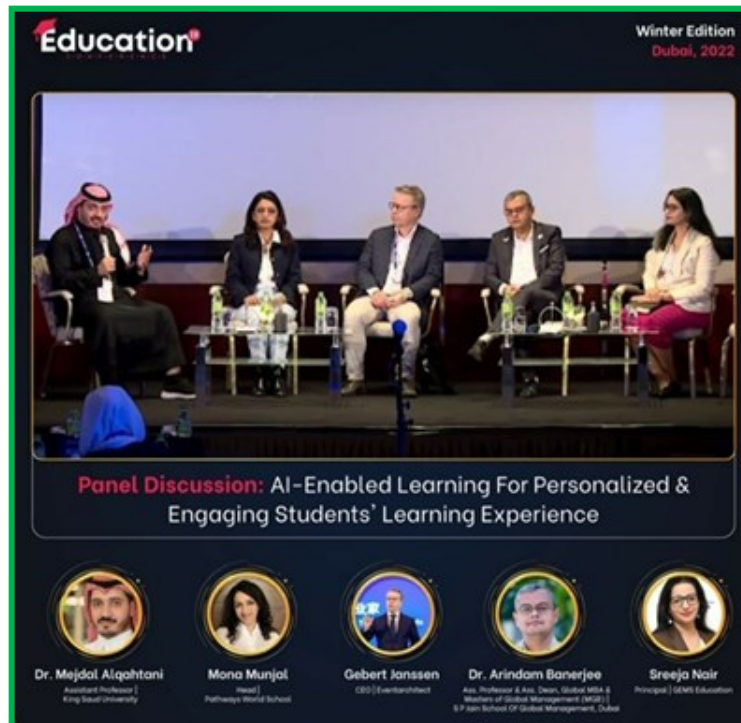 Education
CONFERENCE
Winter Edition
Dubai, 2022
Panel Discussion: AI-Enabled Learning For Personalized &
Engaging Students' Learning Experience
Dr. Mejdal Alqahtani
Assistant Professor |
King Saud University
Mona Munjal
Head |
Pathways World School
Gebert Janssen
CEO | Eventarchitect
Dr. Arindam Banerjee
Ass. Professor & Ass. Dean, Global MBA &
Masters of Global Management (MGB) |
S P Jain School Of Global Management, Dubai
Sreeja Nair
Principal | GEMS Education